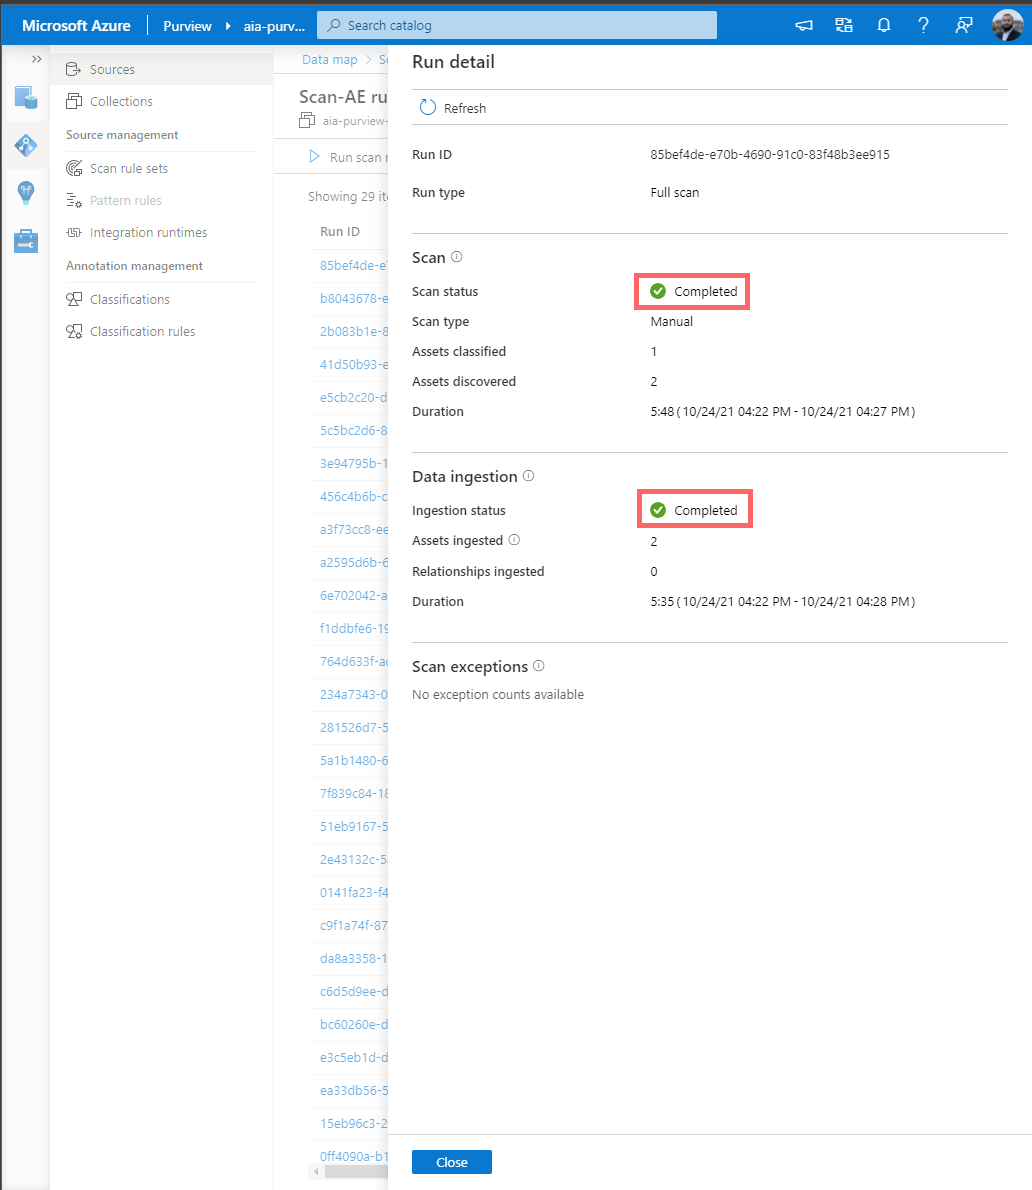 Microsoft Azure
Purview
aia-purv...
Search catalog
Sources
Collections
Source management
Scan rule sets
Pattern rules
Integration runtimes
Annotation management
Classifications
Classification rules
Data map
Scan-AE ru
aia-purview-
Run scan
Showing 29
Run ID
85bef4de-e
b8043678-e
2b083b1e-8
41d50b93-e
e5cb2c20-d
5c5bc2d6-8
3e94795b-1
456c4b6b-c
a3f73cc8-ee
a2595d6b-6
6e702042-a
f1ddbfe6-19
764d633f-ac
234a7343-0
281526d7-5
5a1b1480-6
7f839c84-18
51eb9167-5
2e43132c-5
0141fa23-f4
c9f1a74f-87
da8a3358-1
c6d5d9ee-d
bc60260e-d
e3c5eb1d-d
ea33db56-5
15eb96c3-2
0ff4090a-b1
Run detail
Refresh
Run ID 85bef4de-e70b-4690-91c0-83f48b3ee915
Run type Full scan
Scan
Scan status Completed
Scan type Manual
Assets classified 1
Assets discovered 2
Duration 5:48 ( 10/24/21 04:22 PM - 10/24/21 04:27 PM )
Data ingestion
Ingestion status Completed
Assets ingested 2
Relationships ingested 0
Duration 5:35 ( 10/24/21 04:22 PM - 10/24/21 04:28 PM )
Scan exceptions
No exception counts available
Close